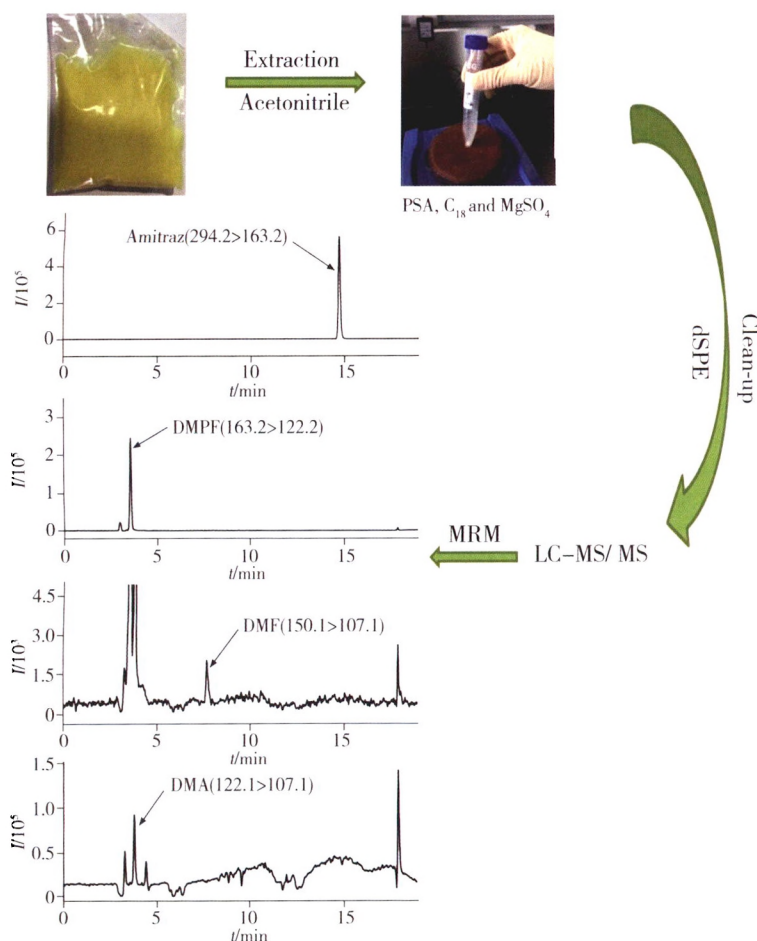 Extraction
Acetonitrile
PSA, C₁₈ and MgSO₄
Clean-up
dSPE
LC-MS/ MS
MRM
I/10⁵
6
4
2
0
Amitraz(294.2>163.2)
0 5 10 15
t/min
I/10⁵
3
2
1
0
DMPF(163.2>122.2)
0 5 10 15
t/min
I/10³
4.5
3.0
1.5
0
DMF(150.1>107.1)
0 5 10 15
t/min
I/10⁵
1.5
1.0
0.5
0
DMA(122.1>107.1)
0 5 10 15
t/min